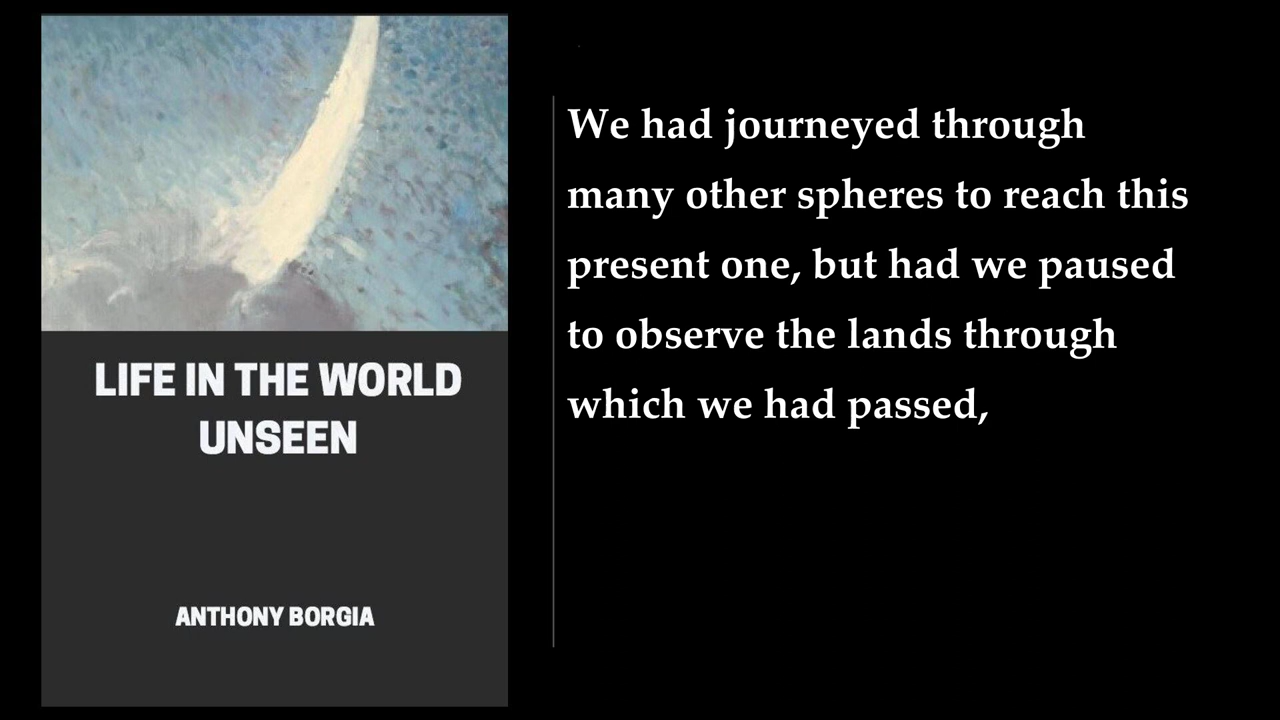 LIFE IN THE WORLD
UNSEEN
ANTHONY BORGIA
We had journeyed through
many other spheres to reach this
present one, but had we paused
to observe the lands through
which we had passed,